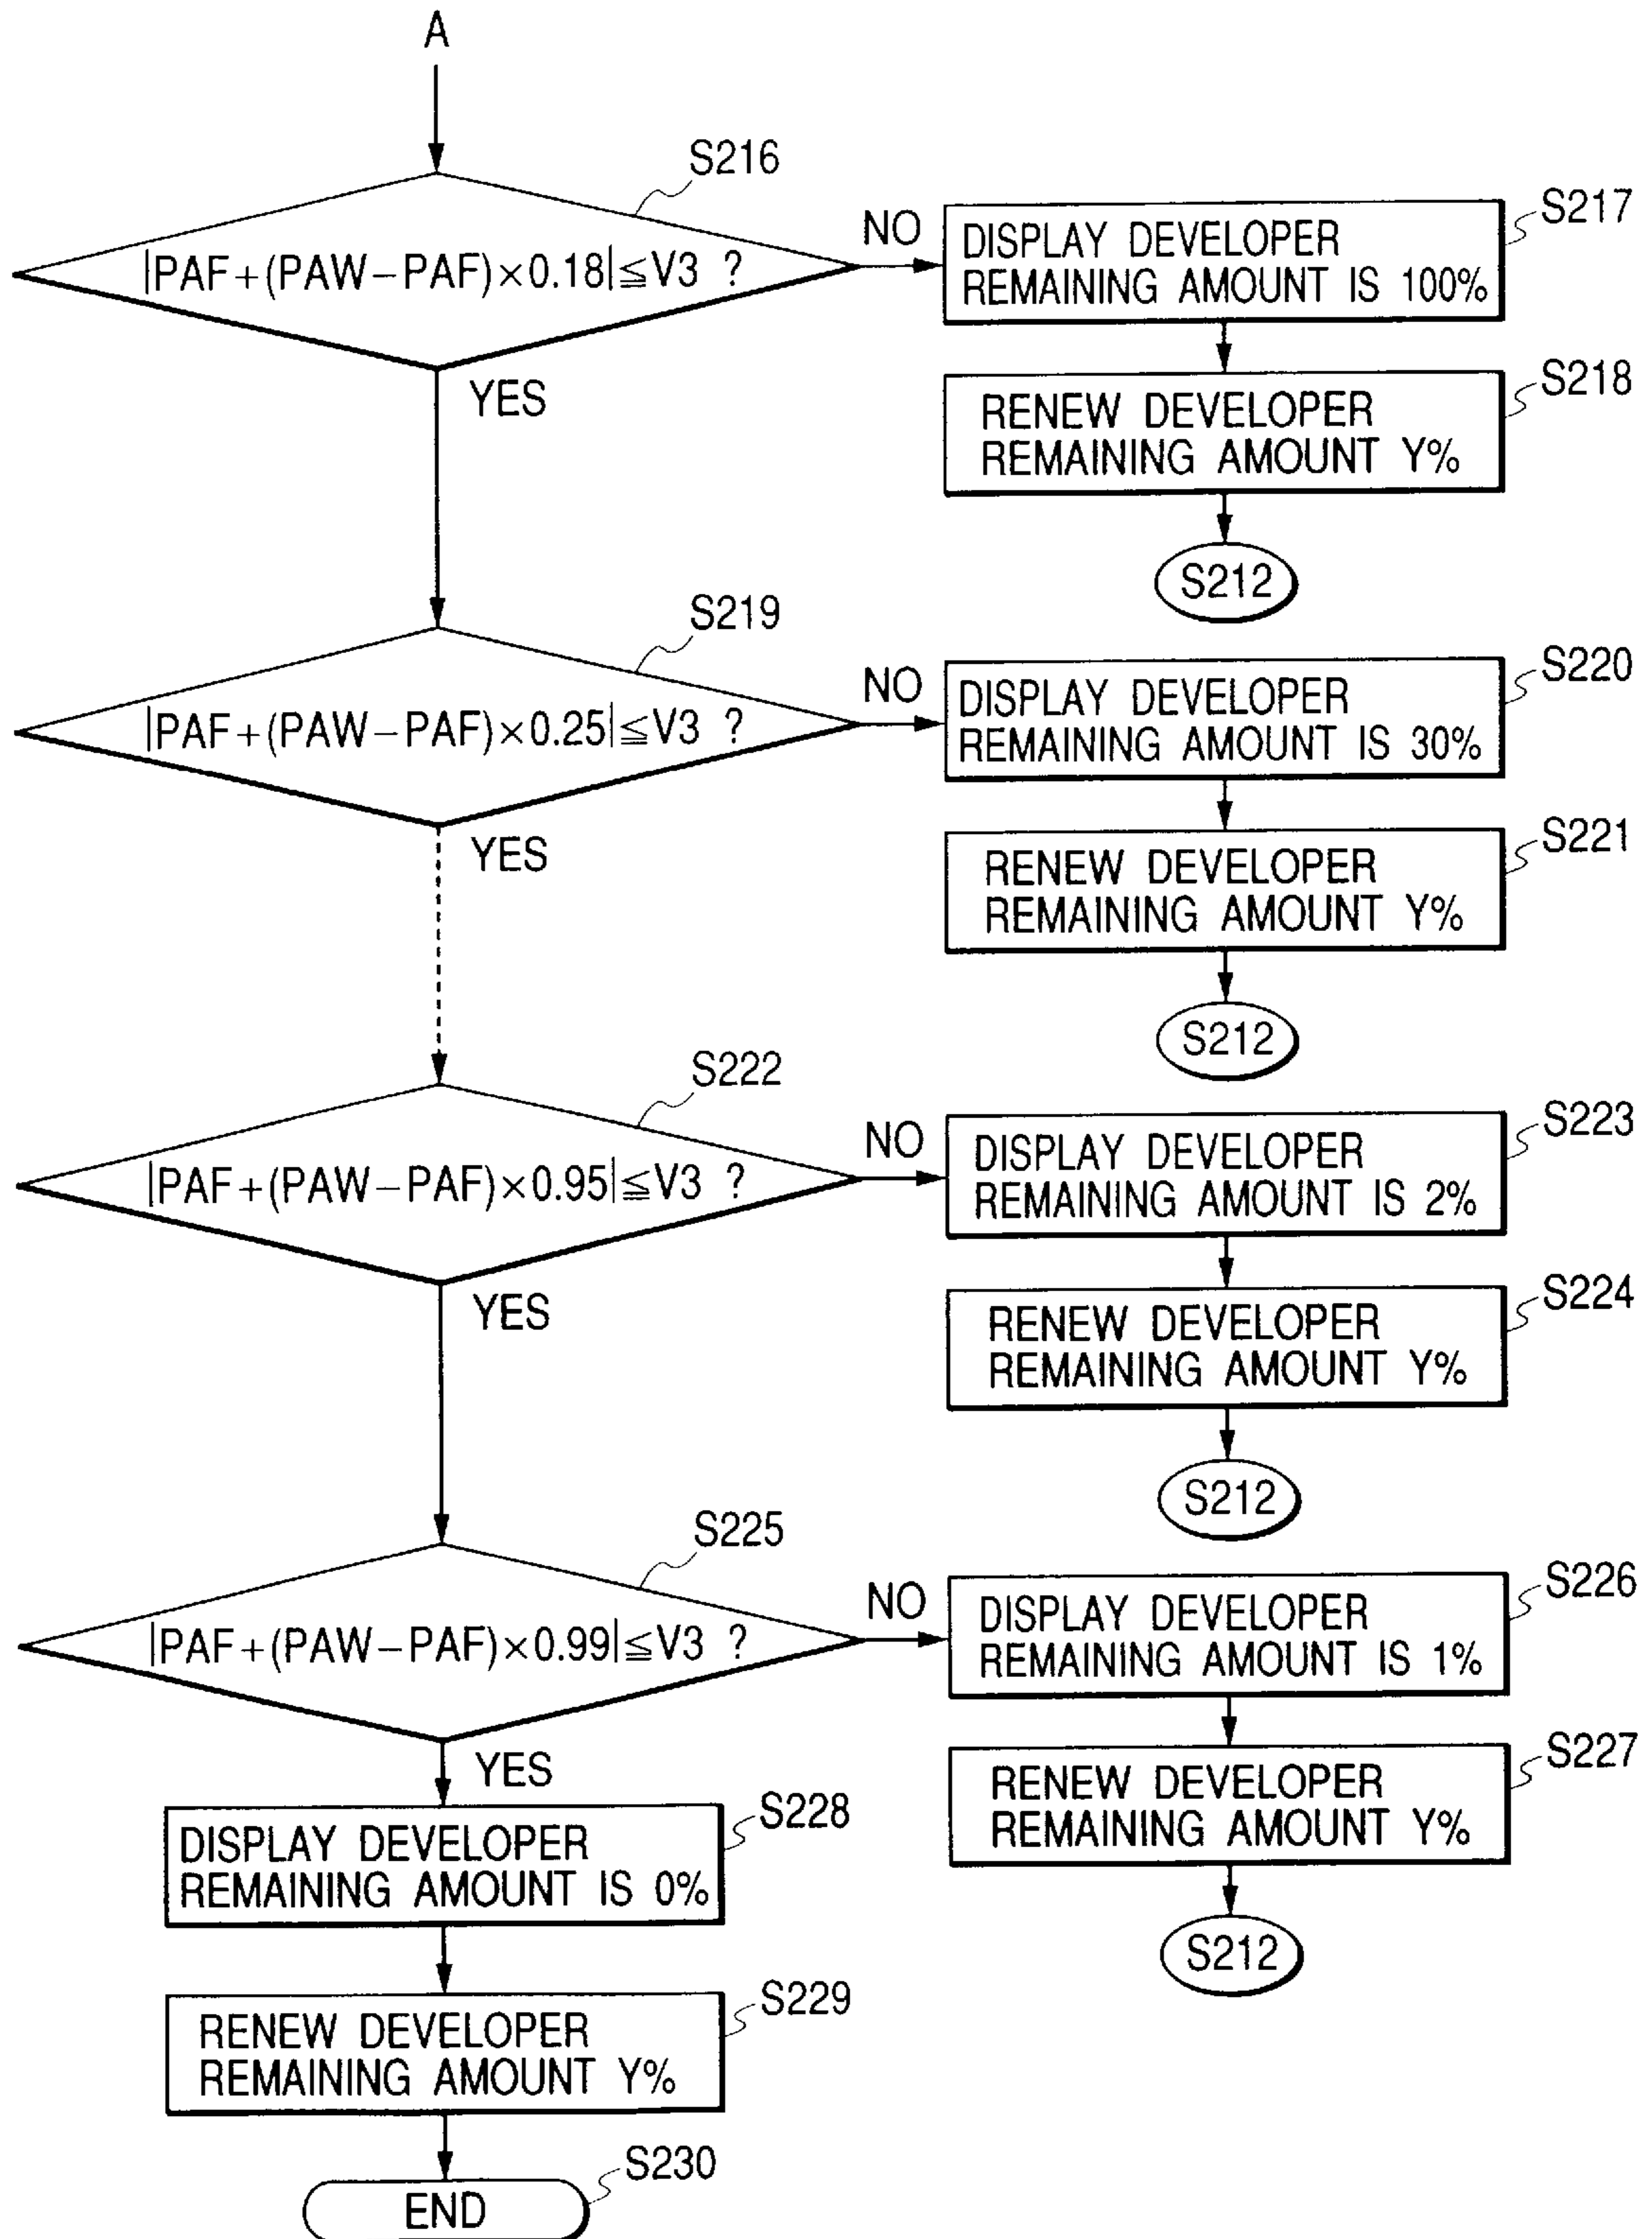 A
S216
|PAF+(PAW−PAF)×0.18|≦V3 ?
NO
YES
S217
DISPLAY DEVELOPER
REMAINING AMOUNT IS 100%
S218
RENEW DEVELOPER
REMAINING AMOUNT Y%
S212
S219
|PAF+(PAW−PAF)×0.25|≦V3 ?
NO
YES
S220
DISPLAY DEVELOPER
REMAINING AMOUNT IS 30%
S221
RENEW DEVELOPER
REMAINING AMOUNT Y%
S212
S222
|PAF+(PAW−PAF)×0.95|≦V3 ?
NO
YES
S223
DISPLAY DEVELOPER
REMAINING AMOUNT IS 2%
S224
RENEW DEVELOPER
REMAINING AMOUNT Y%
S212
S225
|PAF+(PAW−PAF)×0.99|≦V3 ?
NO
YES
S226
DISPLAY DEVELOPER
REMAINING AMOUNT IS 1%
S227
RENEW DEVELOPER
REMAINING AMOUNT Y%
S212
S228
DISPLAY DEVELOPER
REMAINING AMOUNT IS 0%
S229
RENEW DEVELOPER
REMAINING AMOUNT Y%
S230
END